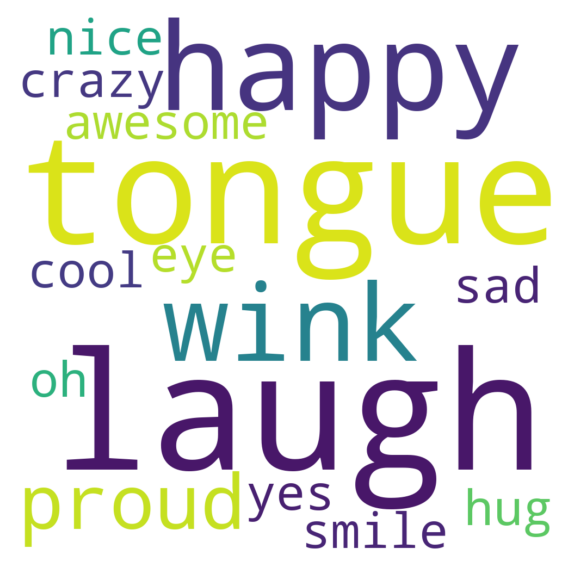 nice
happy
crazy
awesome
tongue
cool
eye
sad
wink
oh
laugh
proud
yes
smile
hug